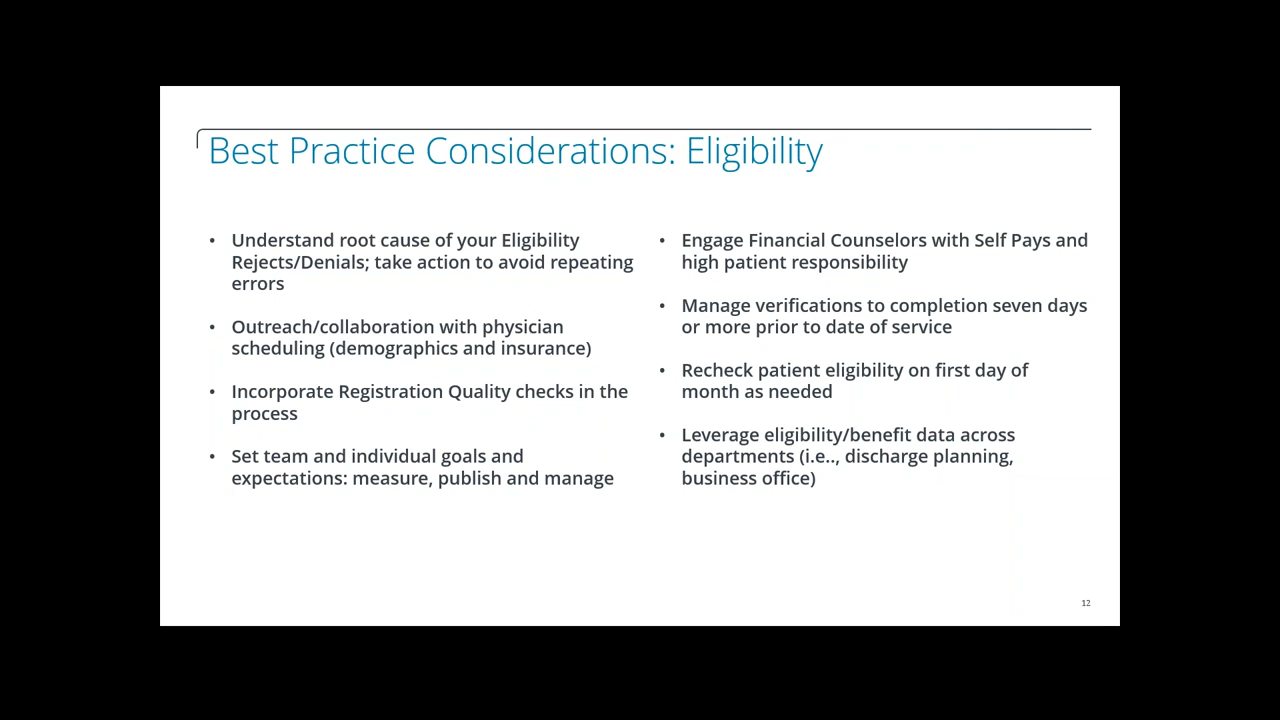 Best Practice Considerations: Eligibility
• Understand root cause of your Eligibility
Rejects/Denials; take action to avoid repeating
errors
• Outreach/collaboration with physician
scheduling (demographics and insurance)
• Incorporate Registration Quality checks in the
process
• Set team and individual goals and
expectations: measure, publish and manage
• Engage Financial Counselors with Self Pays and
high patient responsibility
• Manage verifications to completion seven days
or more prior to date of service
• Recheck patient eligibility on first day of
month as needed
• Leverage eligibility/benefit data across
departments (i.e.., discharge planning,
business office)
12